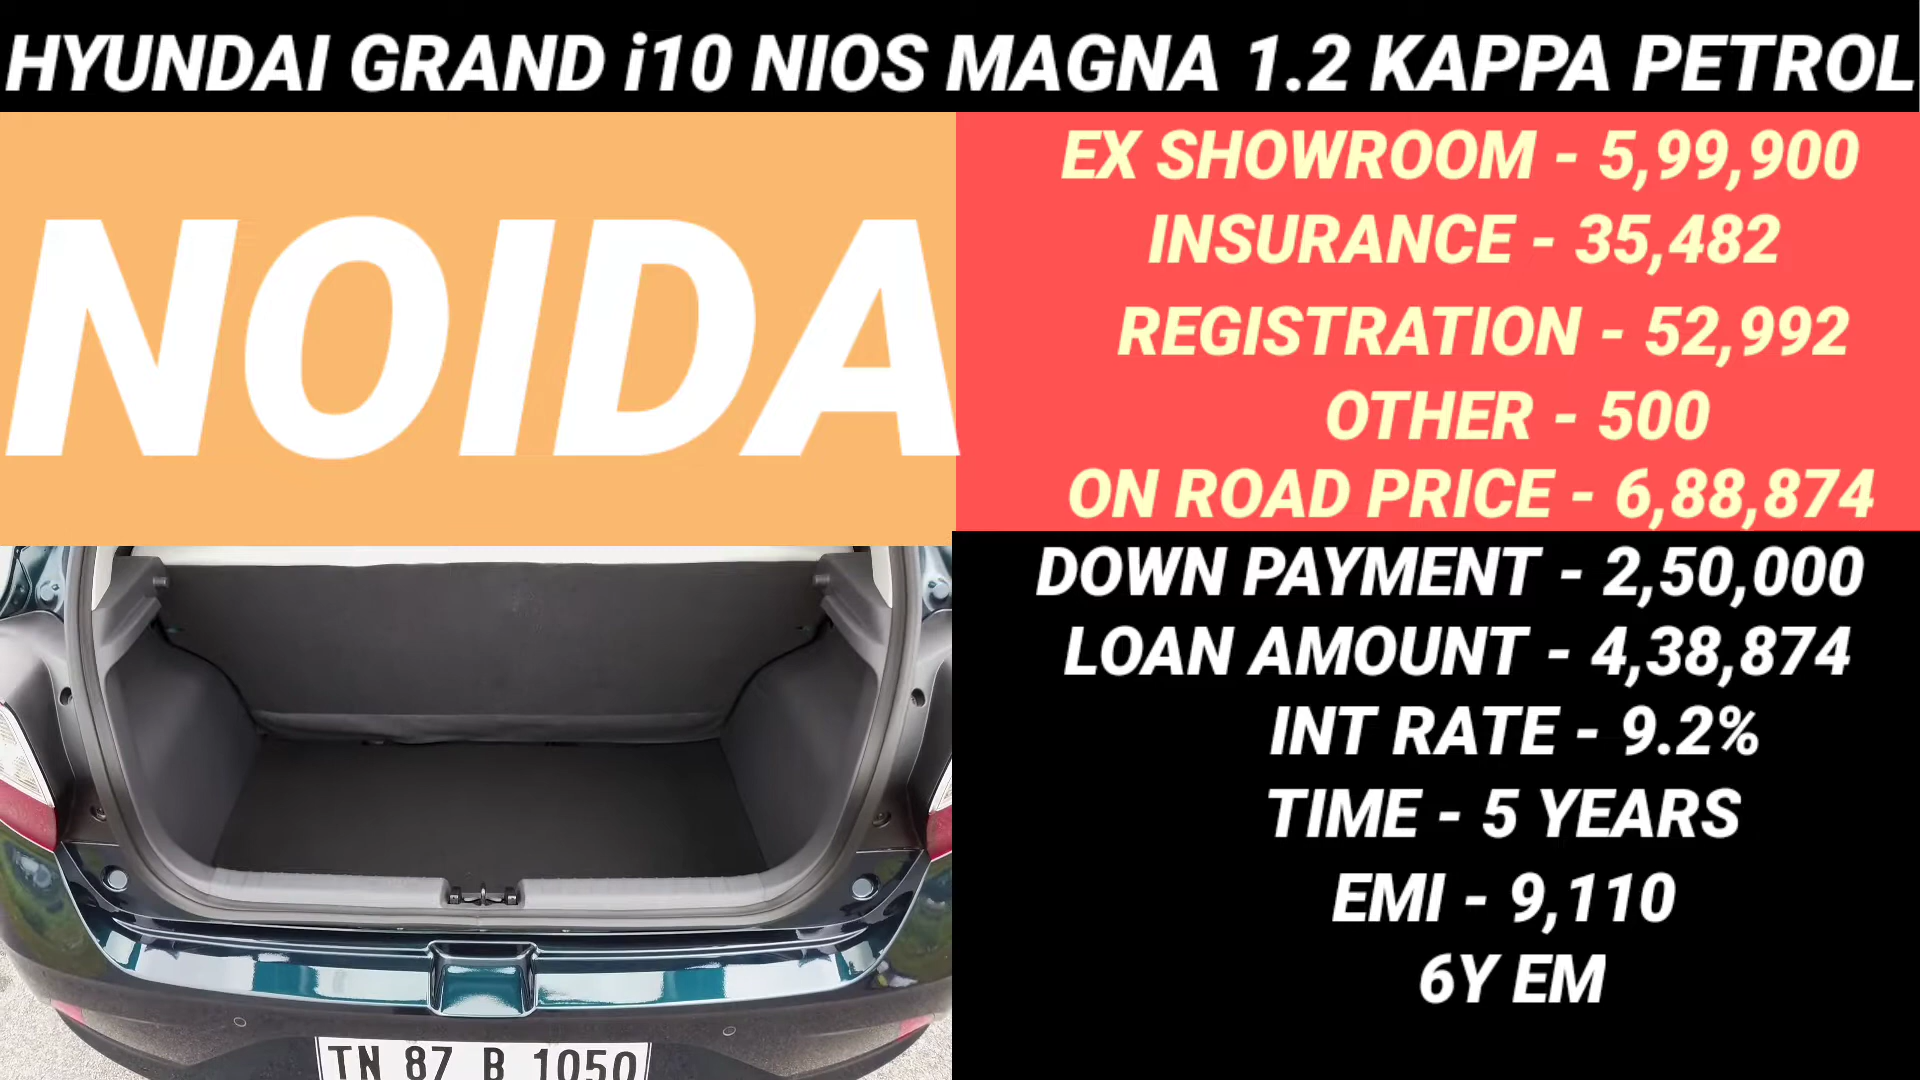 HYUNDAI GRAND i10 NIOS MAGNA 1.2 KAPPA PETROL
NOIDA
EX SHOWROOM - 5,99,900
INSURANCE - 35,482
REGISTRATION - 52,992
OTHER - 500
ON ROAD PRICE - 6,88,874
DOWN PAYMENT - 2,50,000
LOAN AMOUNT - 4,38,874
INT RATE - 9.2%
TIME - 5 YEARS
EMI - 9,110
6Y EM
TN 87 B 1050